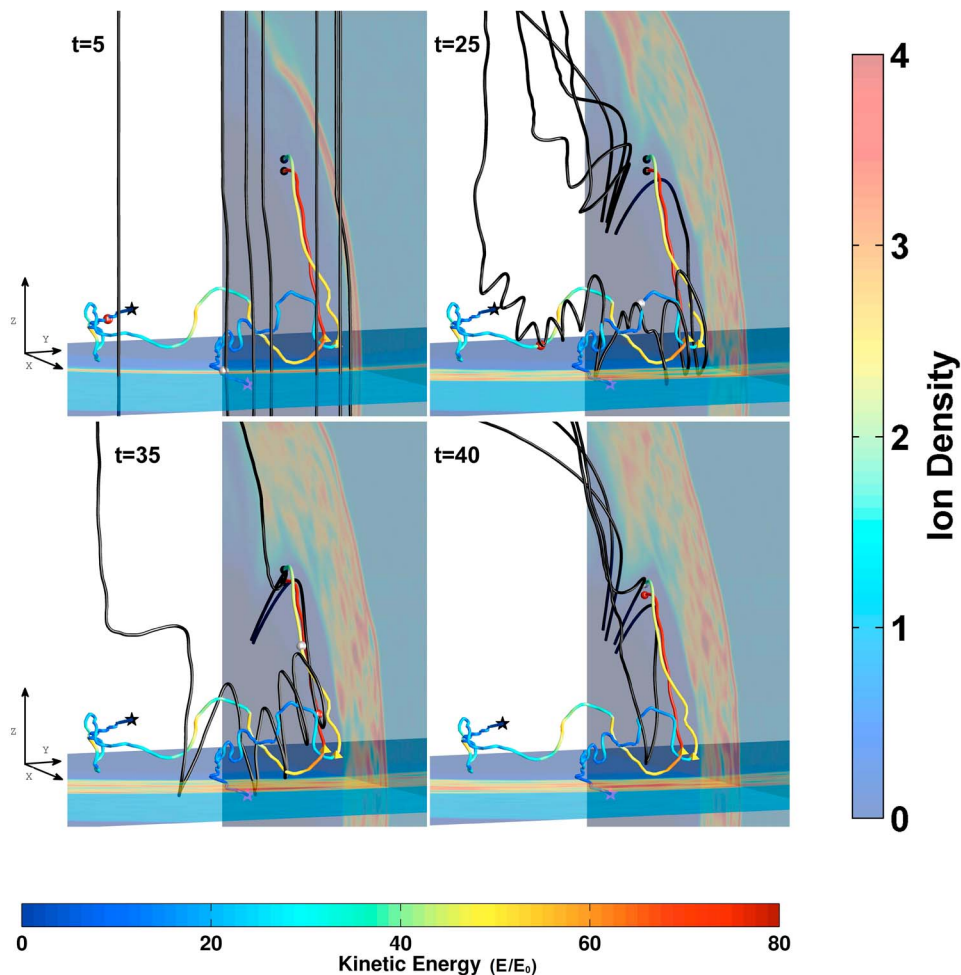 t=5
t=25
Z
Y
X
Z
Y
X
t=35
t=40
Z
Y
X
Z
Y
X
4
3
2
1
0
Ion Density
0
20
40
60
80
Kinetic Energy (E/E₀)